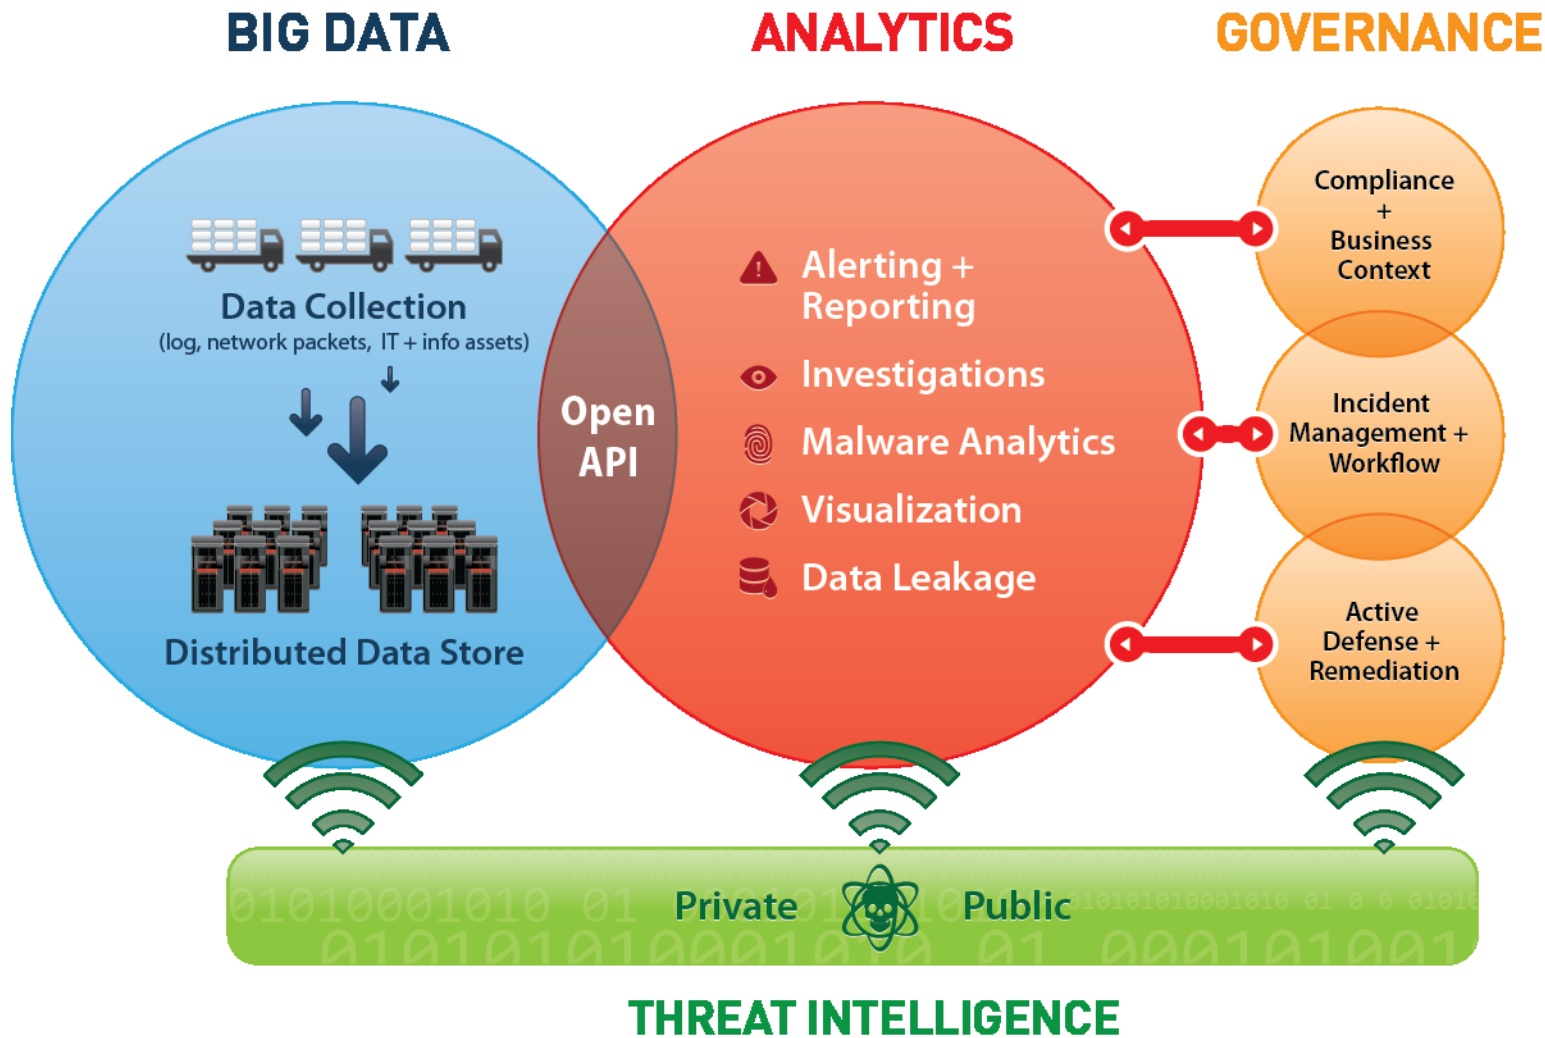 BIG DATA
ANALYTICS
GOVERNANCE
Data Collection
(log, network packets, IT + info assets)
Distributed Data Store
Open
API
Alerting +
Reporting
Investigations
Malware Analytics
Visualization
Data Leakage
Compliance
+
Business
Context
Incident
Management +
Workflow
Active
Defense +
Remediation
Private
Public
THREAT INTELLIGENCE